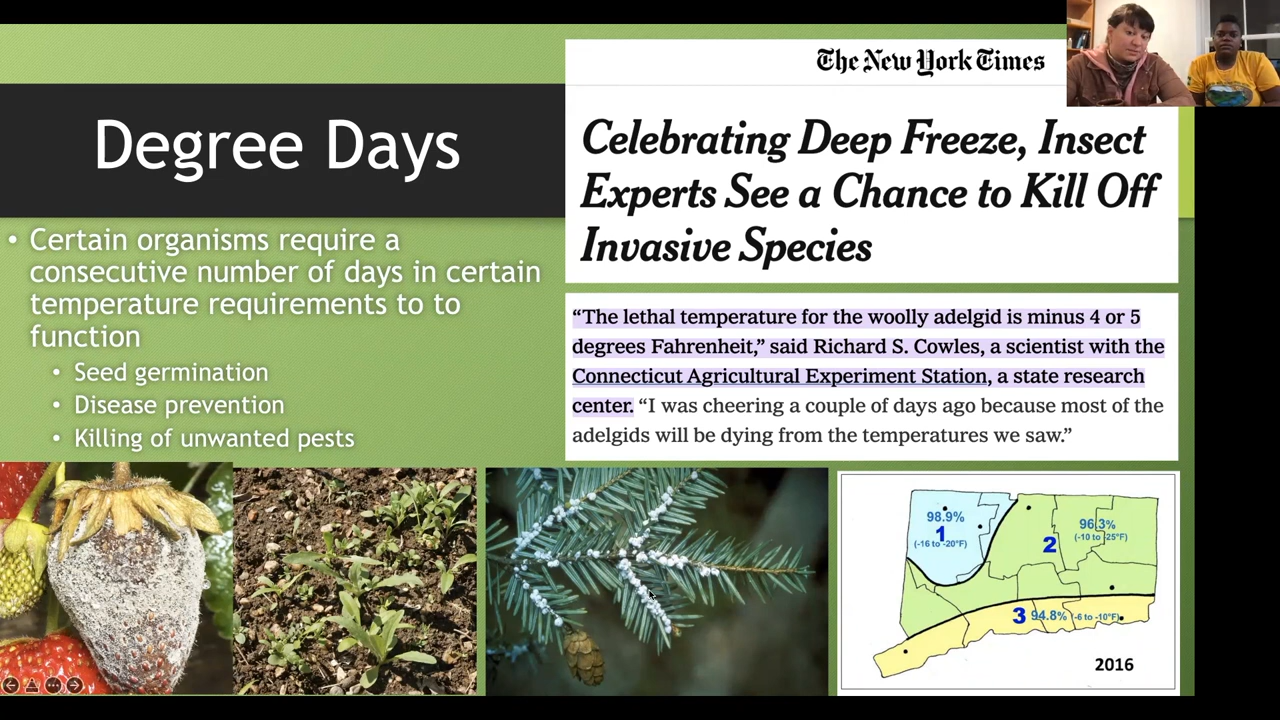 The New York Times
Degree Days
Celebrating Deep Freeze, Insect
Experts See a Chance to Kill Off
Invasive Species
• Certain organisms require a
consecutive number of days in certain
temperature requirements to to
function
• Seed germination
• Disease prevention
• Killing of unwanted pests
“The lethal temperature for the woolly adelgid is minus 4 or 5
degrees Fahrenheit,” said Richard S. Cowles, a scientist with the
Connecticut Agricultural Experiment Station, a state research
center. “I was cheering a couple of days ago because most of the
adelgids will be dying from the temperatures we saw.”
98.9%
1
(-16 to -20°F)
2
96.3%
(-10 to -25°F)
3 94.8% (-6 to -10°F)
2016